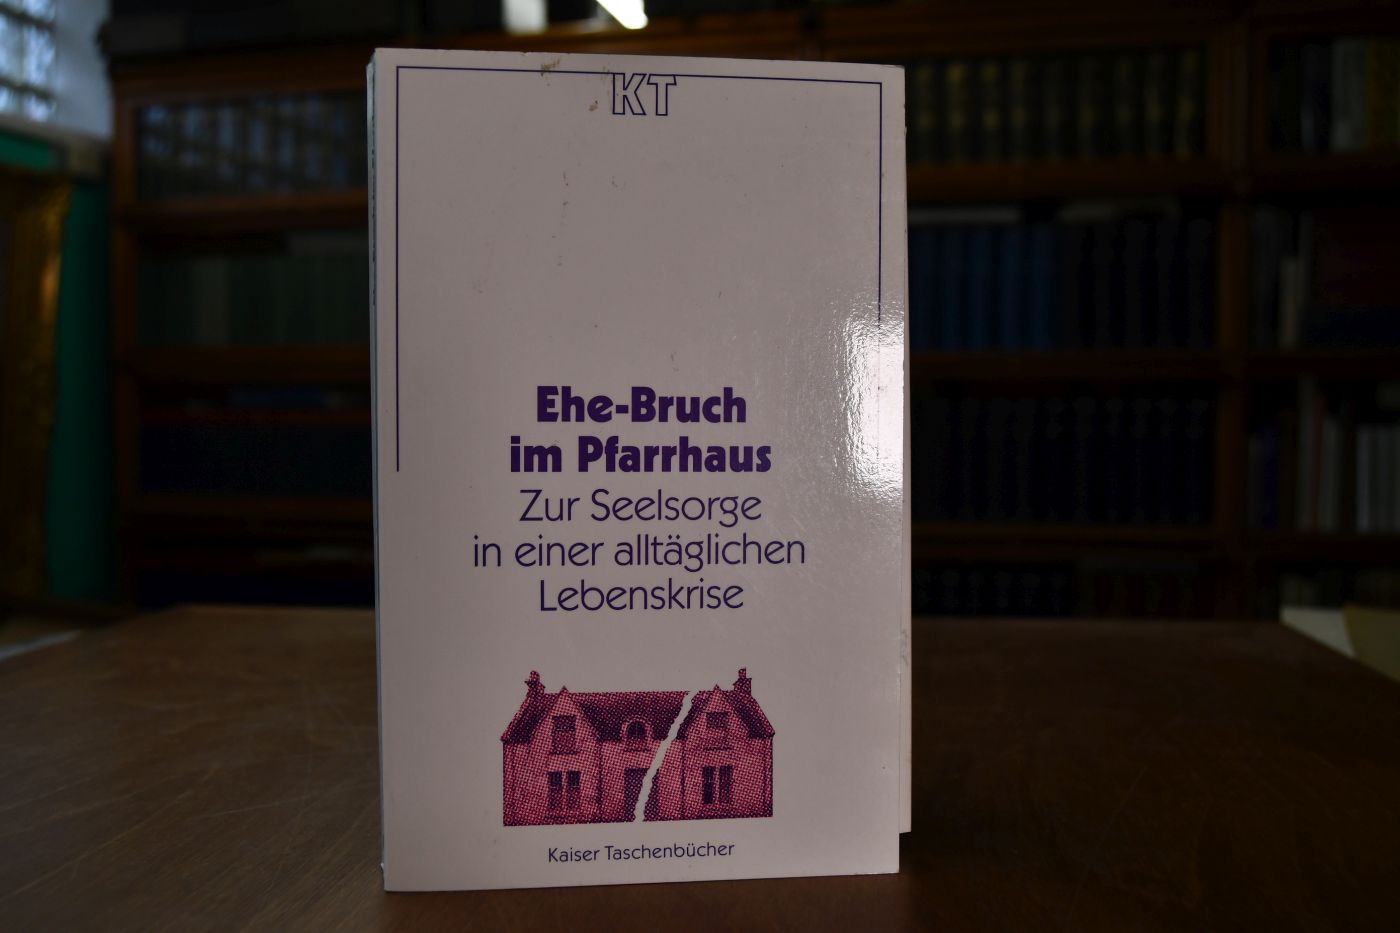 KT
Ehe-Bruch
im Pfarrhaus
Zur Seelsorge
in einer alltäglichen
Lebenskrise
Kaiser Taschenbücher